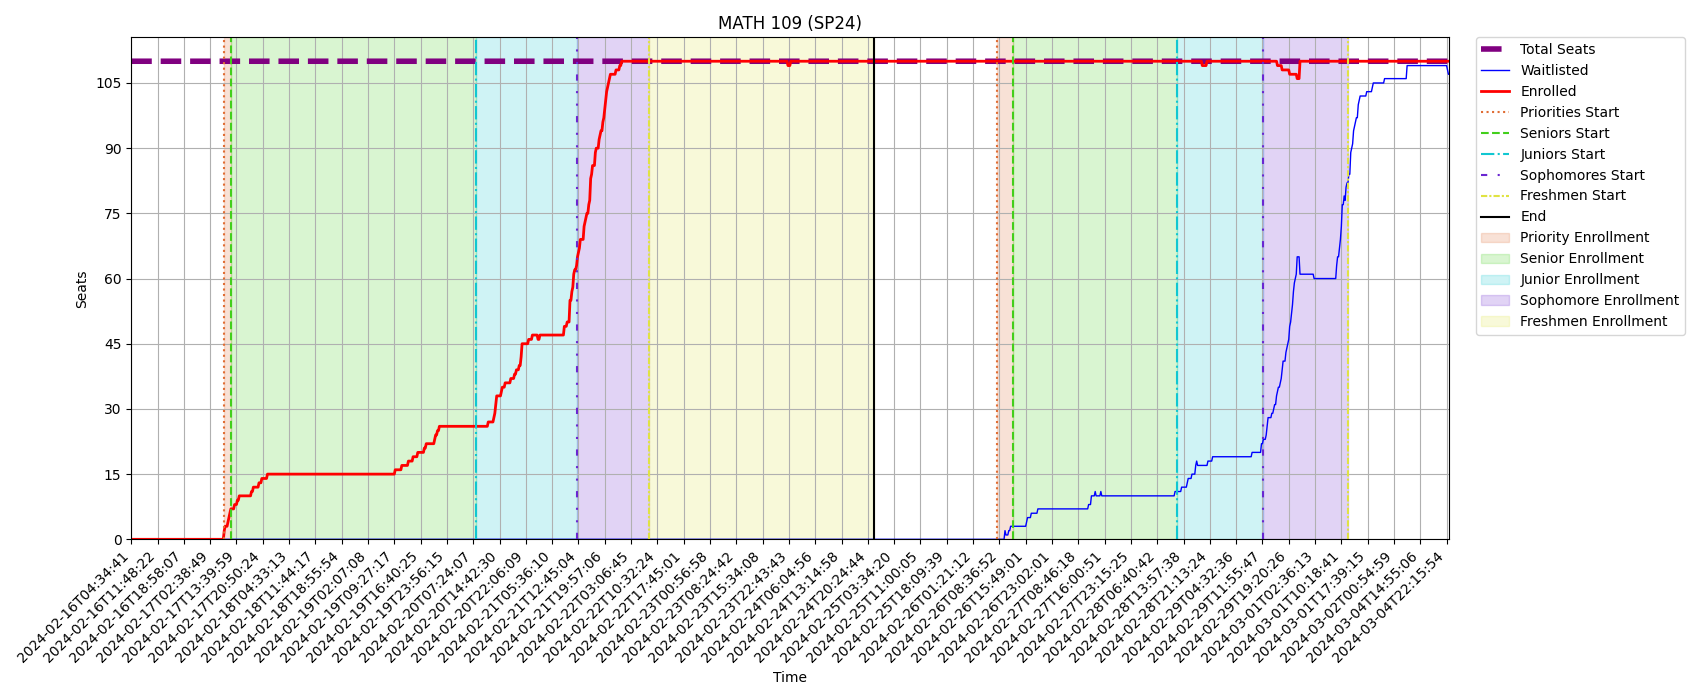 MATH 109 (SP24)
Seats
105
90
75
60
45
30
15
0
2024-02-16T04:34:41
2024-02-16T11:48:22
2024-02-16T18:58:07
2024-02-17T02:38:49
2024-02-17T13:39:59
2024-02-17T20:50:24
2024-02-18T04:33:13
2024-02-18T11:44:17
2024-02-18T18:55:54
2024-02-19T02:07:08
2024-02-19T09:27:17
2024-02-19T16:40:25
2024-02-19T23:56:15
2024-02-20T07:24:07
2024-02-20T14:42:30
2024-02-20T22:06:09
2024-02-21T05:36:10
2024-02-21T12:45:04
2024-02-21T19:57:06
2024-02-22T03:06:45
2024-02-22T10:32:24
2024-02-22T17:45:01
2024-02-23T00:56:58
2024-02-23T08:24:42
2024-02-23T15:34:08
2024-02-23T22:43:43
2024-02-24T06:04:56
2024-02-24T13:14:58
2024-02-24T20:24:44
2024-02-25T03:34:20
2024-02-25T11:00:05
2024-02-25T18:09:39
2024-02-26T01:21:12
2024-02-26T08:36:52
2024-02-26T15:49:01
2024-02-26T23:02:01
2024-02-27T08:46:18
2024-02-27T16:00:51
2024-02-27T23:15:25
2024-02-28T06:40:42
2024-02-28T13:57:38
2024-02-28T21:13:24
2024-02-29T04:32:36
2024-02-29T11:55:47
2024-02-29T19:20:26
2024-03-01T02:36:13
2024-03-01T10:18:41
2024-03-01T17:39:15
2024-03-02T00:54:59
2024-03-04T14:55:06
2024-03-04T22:15:54
Time
Total Seats
Waitlisted
Enrolled
Priorities Start
Seniors Start
Juniors Start
Sophomores Start
Freshmen Start
End
Priority Enrollment
Senior Enrollment
Junior Enrollment
Sophomore Enrollment
Freshmen Enrollment